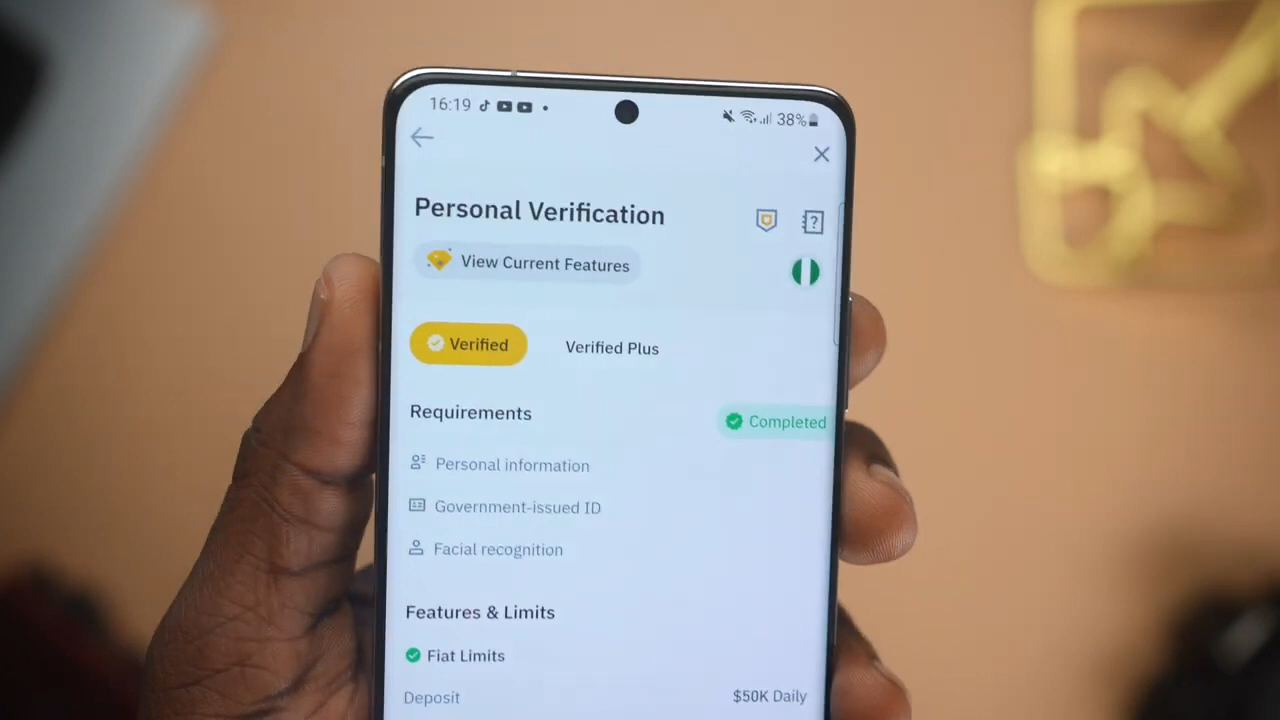 16:19
38%
Personal Verification
View Current Features
Verified
Verified Plus
Requirements
Completed
Personal information
Government-issued ID
Facial recognition
Features & Limits
Fiat Limits
Deposit
$50K Daily